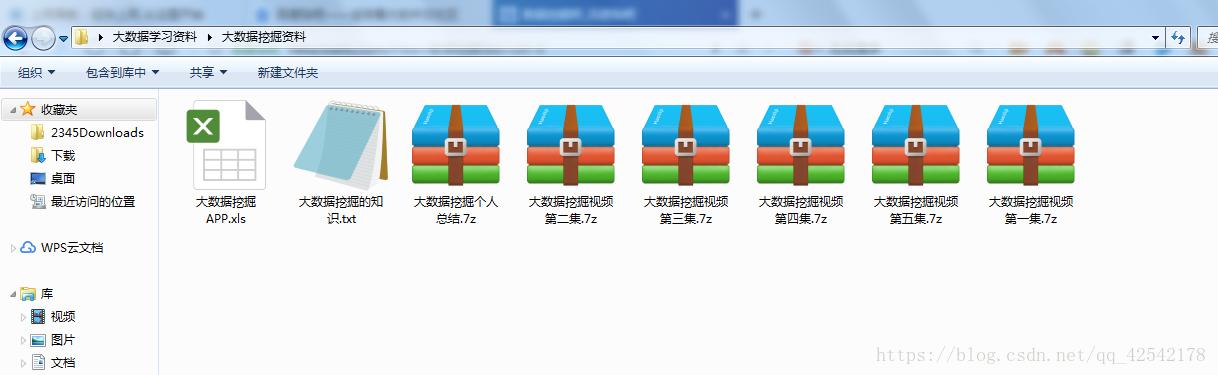 大数据学习资料 大数据挖掘资料
组织 包含到库中 共享 新建文件夹
收藏夹
2345Downloads
下载
桌面
最近访问的位置
WPS云文档
库
视频
图片
文档
大数据挖掘
APP.xls
大数据挖掘的知
识.txt
大数据挖掘个人
总结.7z
大数据挖掘视频
第二集.7z
大数据挖掘视频
第三集.7z
大数据挖掘视频
第四集.7z
大数据挖掘视频
第五集.7z
大数据挖掘视频
第一集.7z
https://blog.csdn.net/qq_42542178